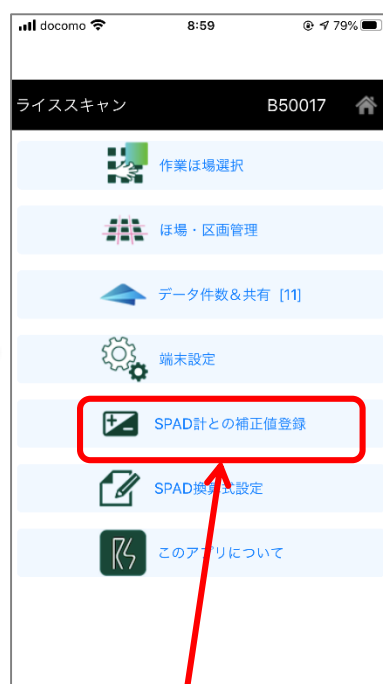 docomo 8:59 79%
ライススキャン B50017
作業ほ場選択
ほ場・区画管理
データ件数&共有 [11]
端末設定
SPAD計との補正値登録
SPAD換算式設定
このアプリについて